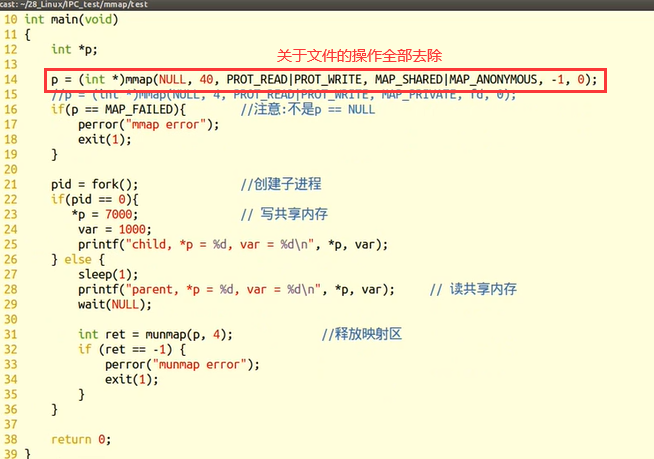 cast: ~/28_Linux/IPC_test/mmap/test
10 int main(void)
11 {
12     int *p;
13 关于文件的操作全部去除
14     p = (int *)mmap(NULL, 40, PROT_READ|PROT_WRITE, MAP_SHARED|MAP_ANONYMOUS, -1, 0);
15     //p = (int *)mmap(NULL, 4, PROT_READ|PROT_WRITE, MAP_PRIVATE, fd, 0);
16     if(p == MAP_FAILED){        //注意:不是p == NULL
17         perror("mmap error");
18         exit(1);
19     }
20
21     pid = fork();               //创建子进程
22     if(pid == 0){
23        *p = 7000;               // 写共享内存
24         var = 1000;
25         printf("child, *p = %d, var = %d\n", *p, var);
26     } else {
27         sleep(1);
28         printf("parent, *p = %d, var = %d\n", *p, var);     // 读共享内存
29         wait(NULL);
30
31         int ret = munmap(p, 4);            //释放映射区
32         if (ret == -1) {
33             perror("munmap error");
34             exit(1);
35         }
36     }
37
38     return 0;
39 }